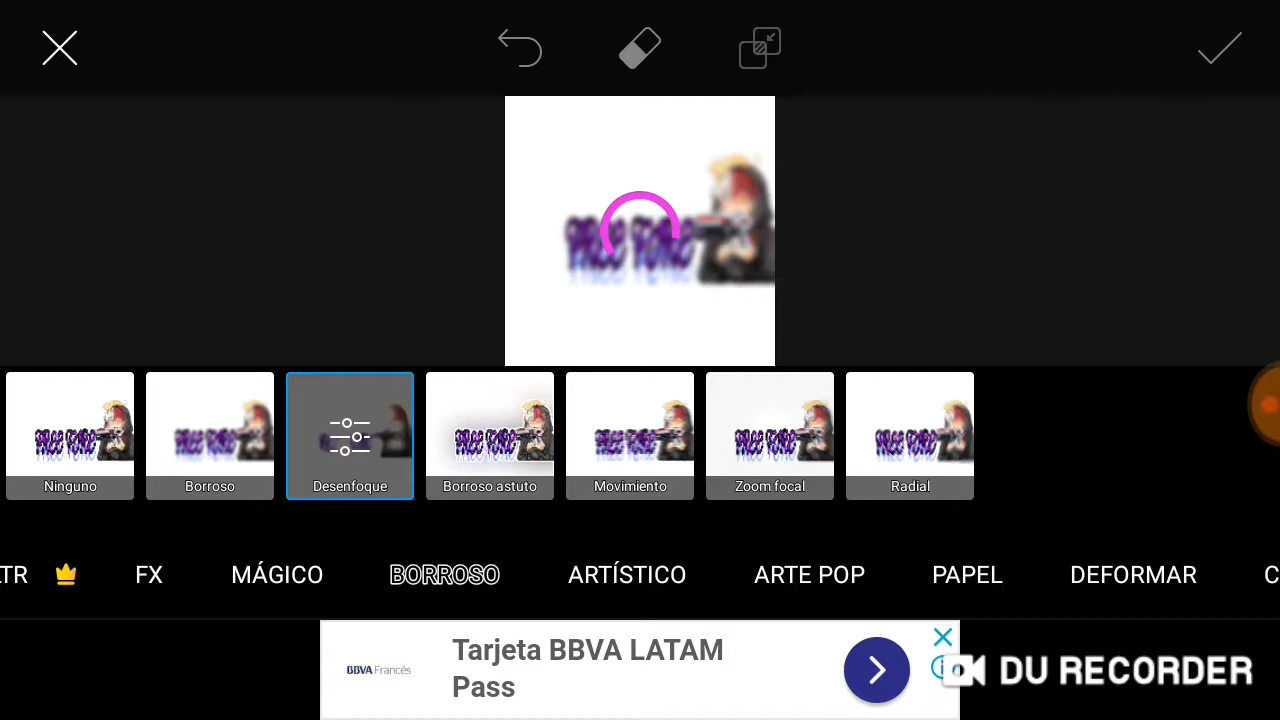 Ninguno
Borroso
Desenfoque
Borroso astuto
Movimiento
Zoom focal
Radial
LTR
FX
MÁGICO
BORROSO
ARTÍSTICO
ARTE POP
PAPEL
DEFORMAR
C
BBVA Francés
Tarjeta BBVA LATAM
Pass
DU RECORDER